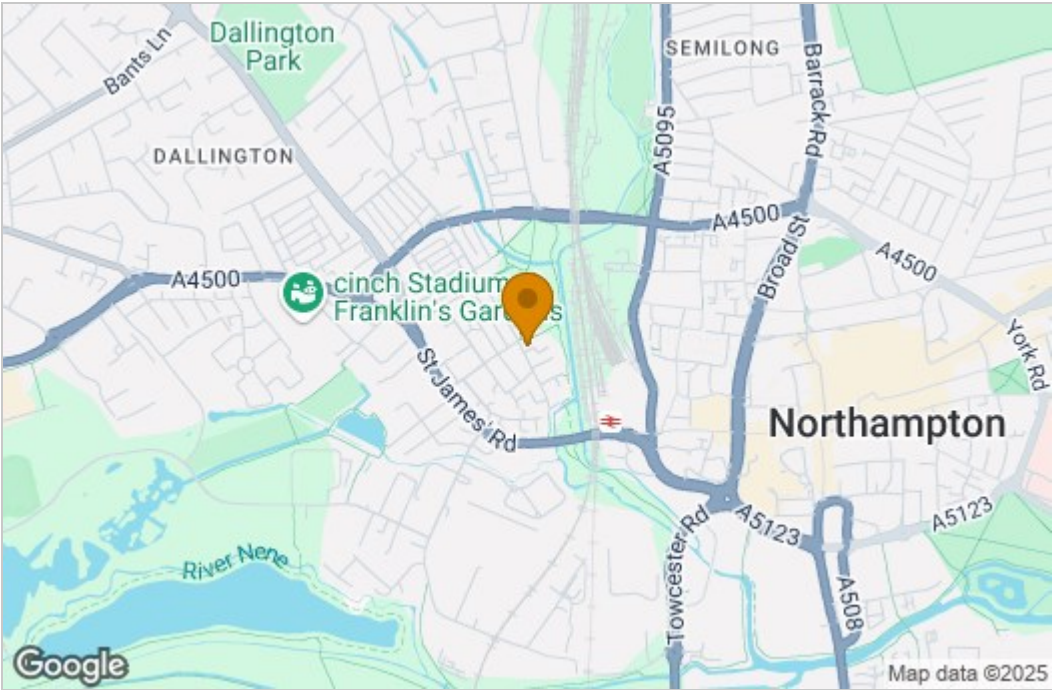 Dallington
Park
Bants Ln
SEMILONG
Barrack Rd
A5095
DALLINGTON
A4500
Broad St
A4500
A4500
cinch Stadium
Franklin's Gardens
York Rd
St James' Rd
Northampton
A5123
A5123
Towcester Rd
River Nene
A508
Google
Map data ©2025